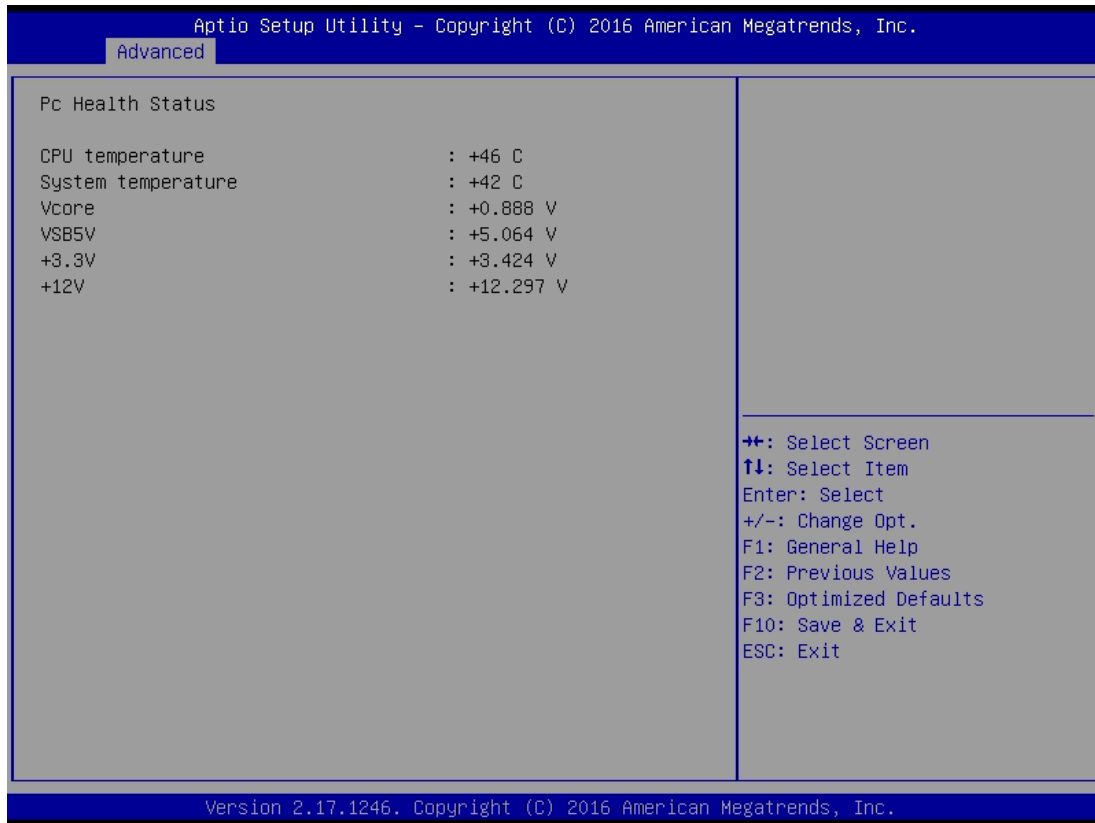 Aptio Setup Utility – Copyright (C) 2016 American Megatrends, Inc.
Advanced
Pc Health Status
CPU temperature : +46 C
System temperature : +42 C
Vcore : +0.888 V
VSB5V : +5.064 V
+3.3V : +3.424 V
+12V : +12.297 V
→←: Select Screen
↑↓: Select Item
Enter: Select
+/-: Change Opt.
F1: General Help
F2: Previous Values
F3: Optimized Defaults
F10: Save & Exit
ESC: Exit
Version 2.17.1246. Copyright (C) 2016 American Megatrends, Inc.